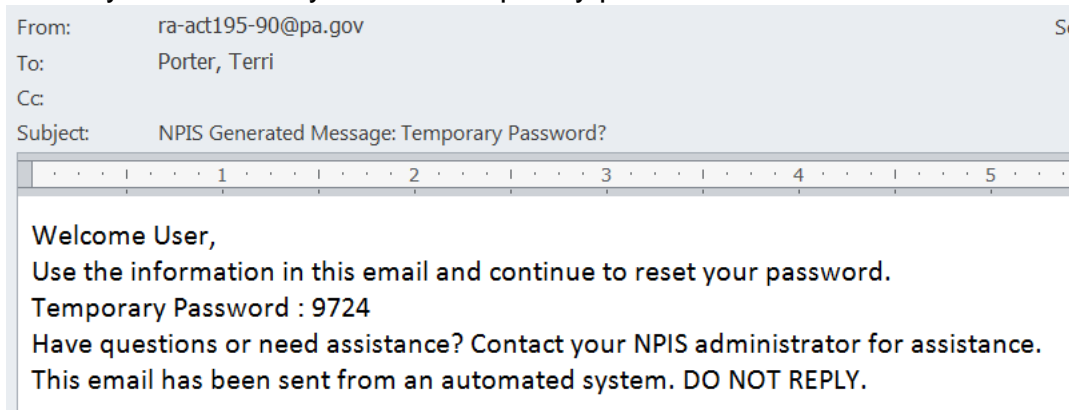 From: ra-act195-90@pa.gov
To: Porter, Terri
Cc:
Subject: NPIS Generated Message: Temporary Password?
1 2 3 4 5
Welcome User,
Use the information in this email and continue to reset your password.
Temporary Password : 9724
Have questions or need assistance? Contact your NPIS administrator for assistance.
This email has been sent from an automated system. DO NOT REPLY.